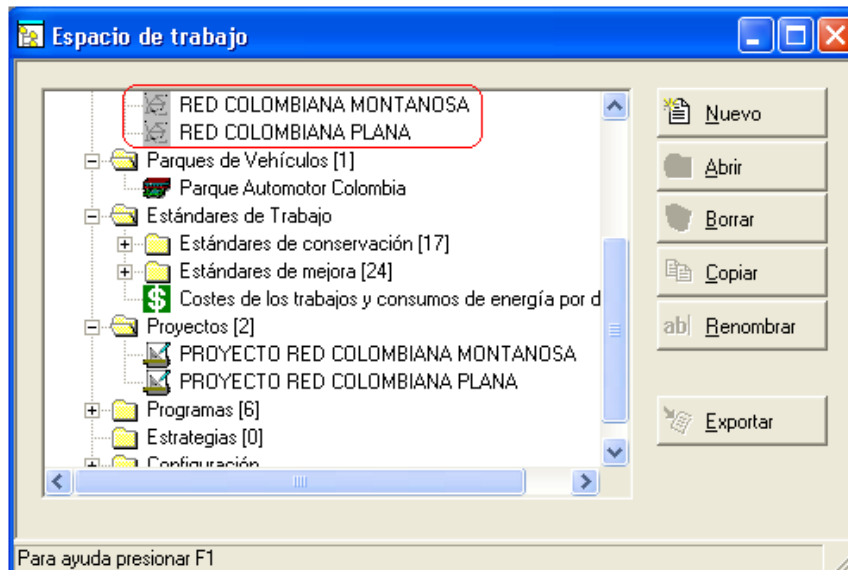 Espacio de trabajo
RED COLOMBIANA MONTANOSA
RED COLOMBIANA PLANA
Parques de Vehículos [1]
Parque Automotor Colombia
Estándares de Trabajo
Estándares de conservación [17]
Estándares de mejora [24]
$ Costes de los trabajos y consumos de energía por d
Proyectos [2]
PROYECTO RED COLOMBIANA MONTANOSA
PROYECTO RED COLOMBIANA PLANA
Programas [6]
Estrategias [0]
Configuración
Nuevo
Abrir
Borrar
Copiar
ab Renombrar
Exportar
Para ayuda presionar F1